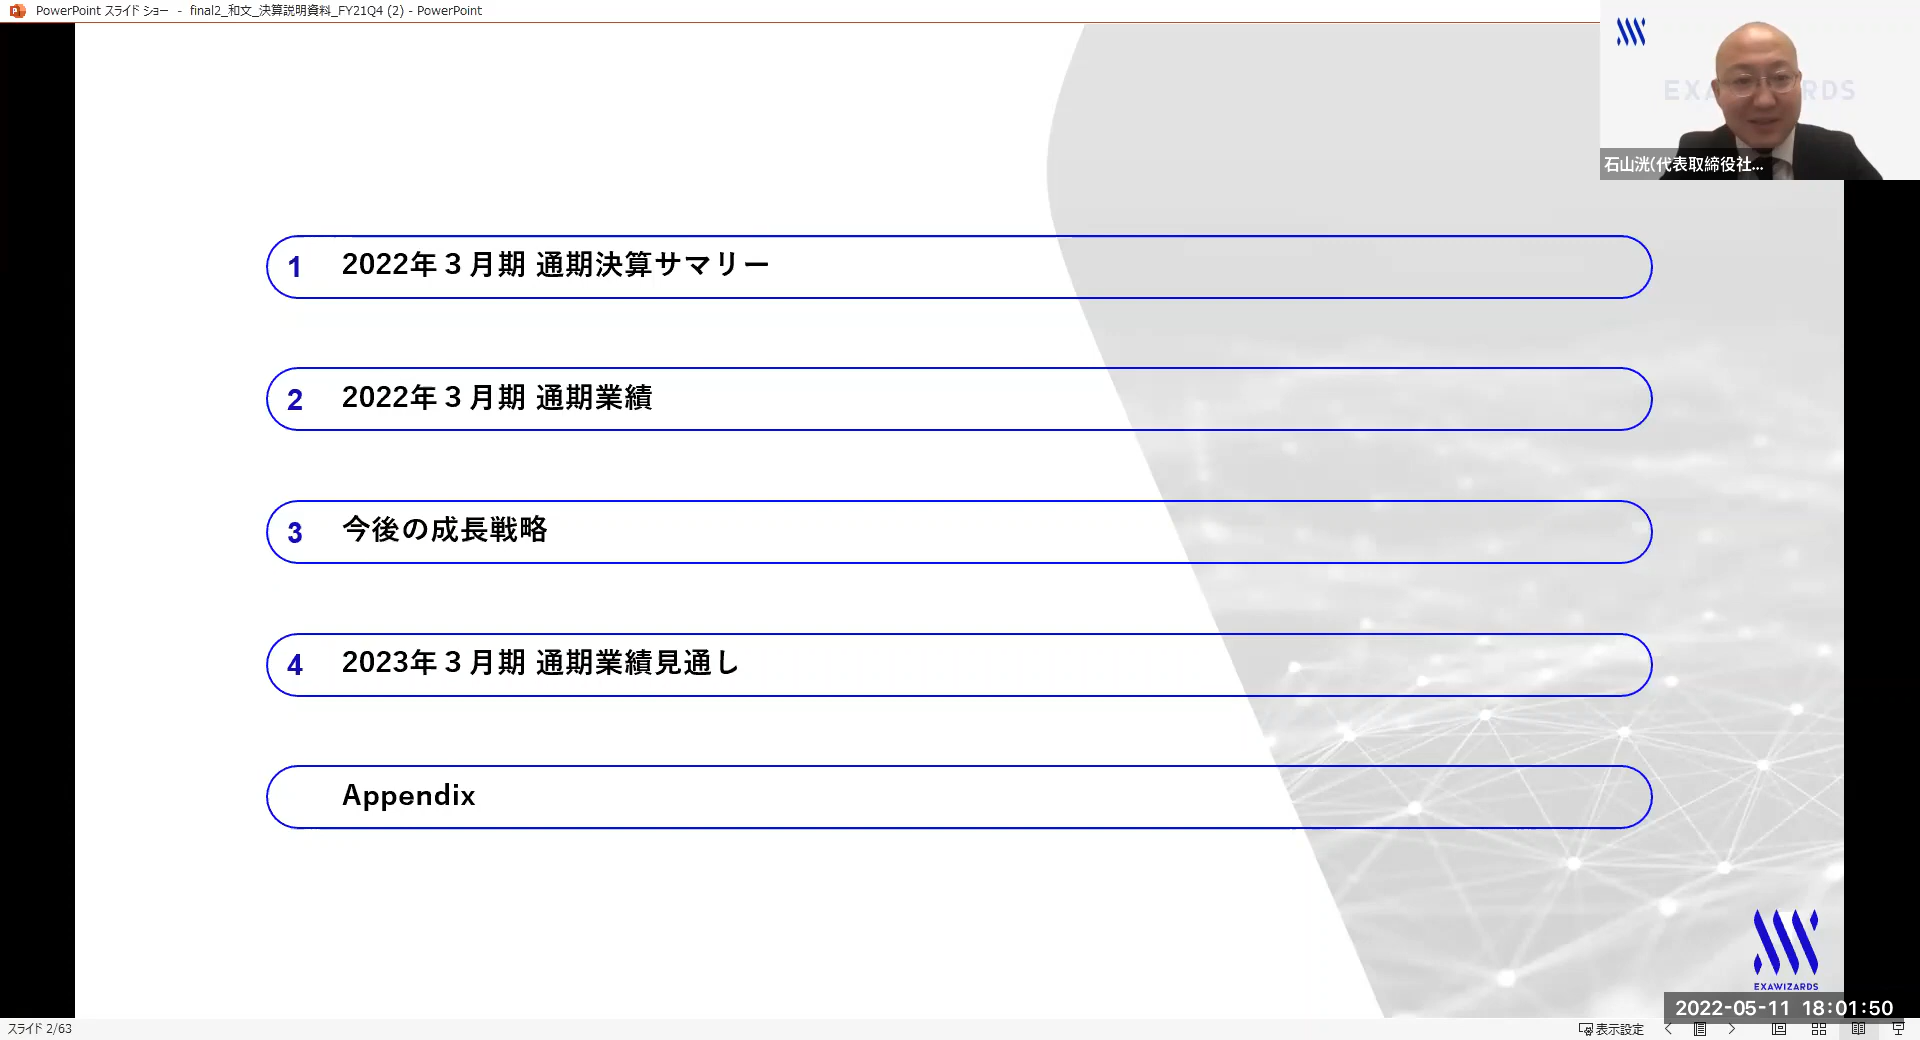 PowerPoint スライド ショー - final2_和文_決算説明資料_FY21Q4 (2) - PowerPoint
石山洸(代表取締役社...
1 2022年３月期 通期決算サマリー
2 2022年３月期 通期業績
3 今後の成長戦略
4 2023年３月期 通期業績見通し
Appendix
EXAWIZARDS
2022-05-11 18:01:50
スライド 2/63
表示設定